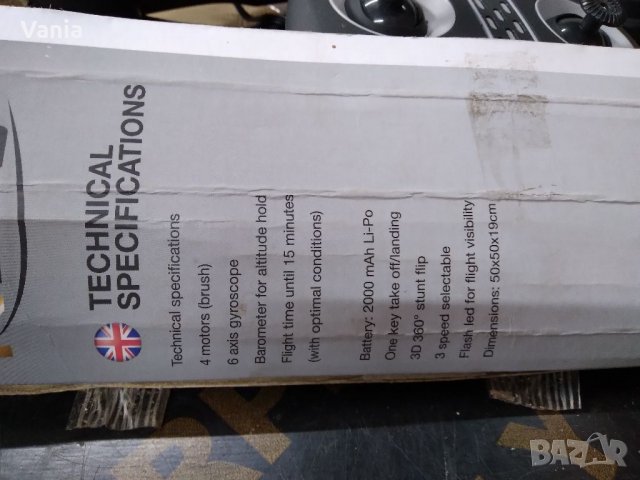 Vania
TECHNICAL
SPECIFICATIONS
Technical specifications
4 motors (brush)
6 axis gyroscope
Barometer for altitude hold
Flight time until 15 minutes
(with optimal conditions)
Battery: 2000 mAh Li-Po
One key take off/landing
3D 360° stunt flip
3 speed selectable
Flash led for flight visibility
Dimensions: 50x50x19cm
BAZAR